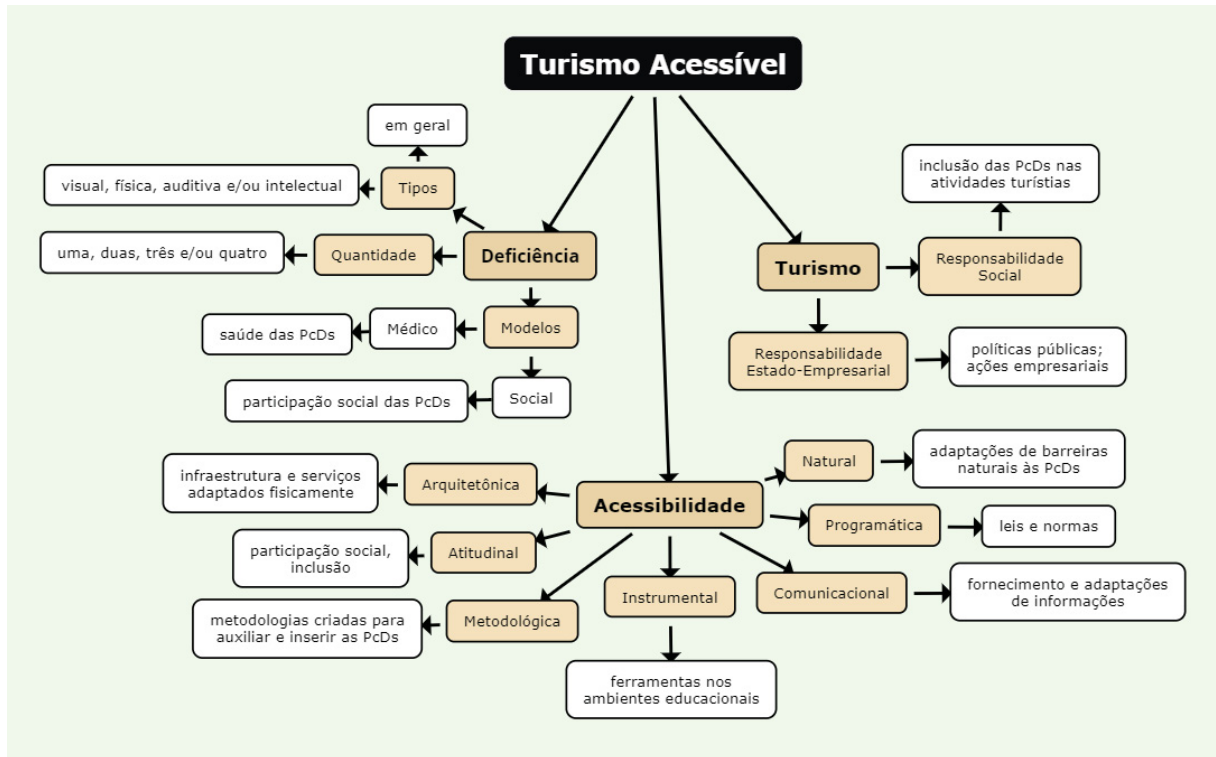 Turismo Acessível
em geral
visual, física, auditiva e/ou intelectual
Tipos
uma, duas, três e/ou quatro
Quantidade
Deficiência
saúde das PcDs
Médico
Modelos
participação social das PcDs
Social
inclusão das PcDs nas
atividades turístias
Turismo
Responsabilidade
Social
Responsabilidade
Estado-Empresarial
políticas públicas;
ações empresariais
Acessibilidade
infraestrutura e serviços
adaptados fisicamente
Arquitetônica
participação social,
inclusão
Atitudinal
metodologias criadas para
auxiliar e inserir as PcDs
Metodológica
Instrumental
ferramentas nos
ambientes educacionais
Natural
adaptações de barreiras
naturais às PcDs
Programática
leis e normas
Comunicacional
fornecimento e adaptações
de informações